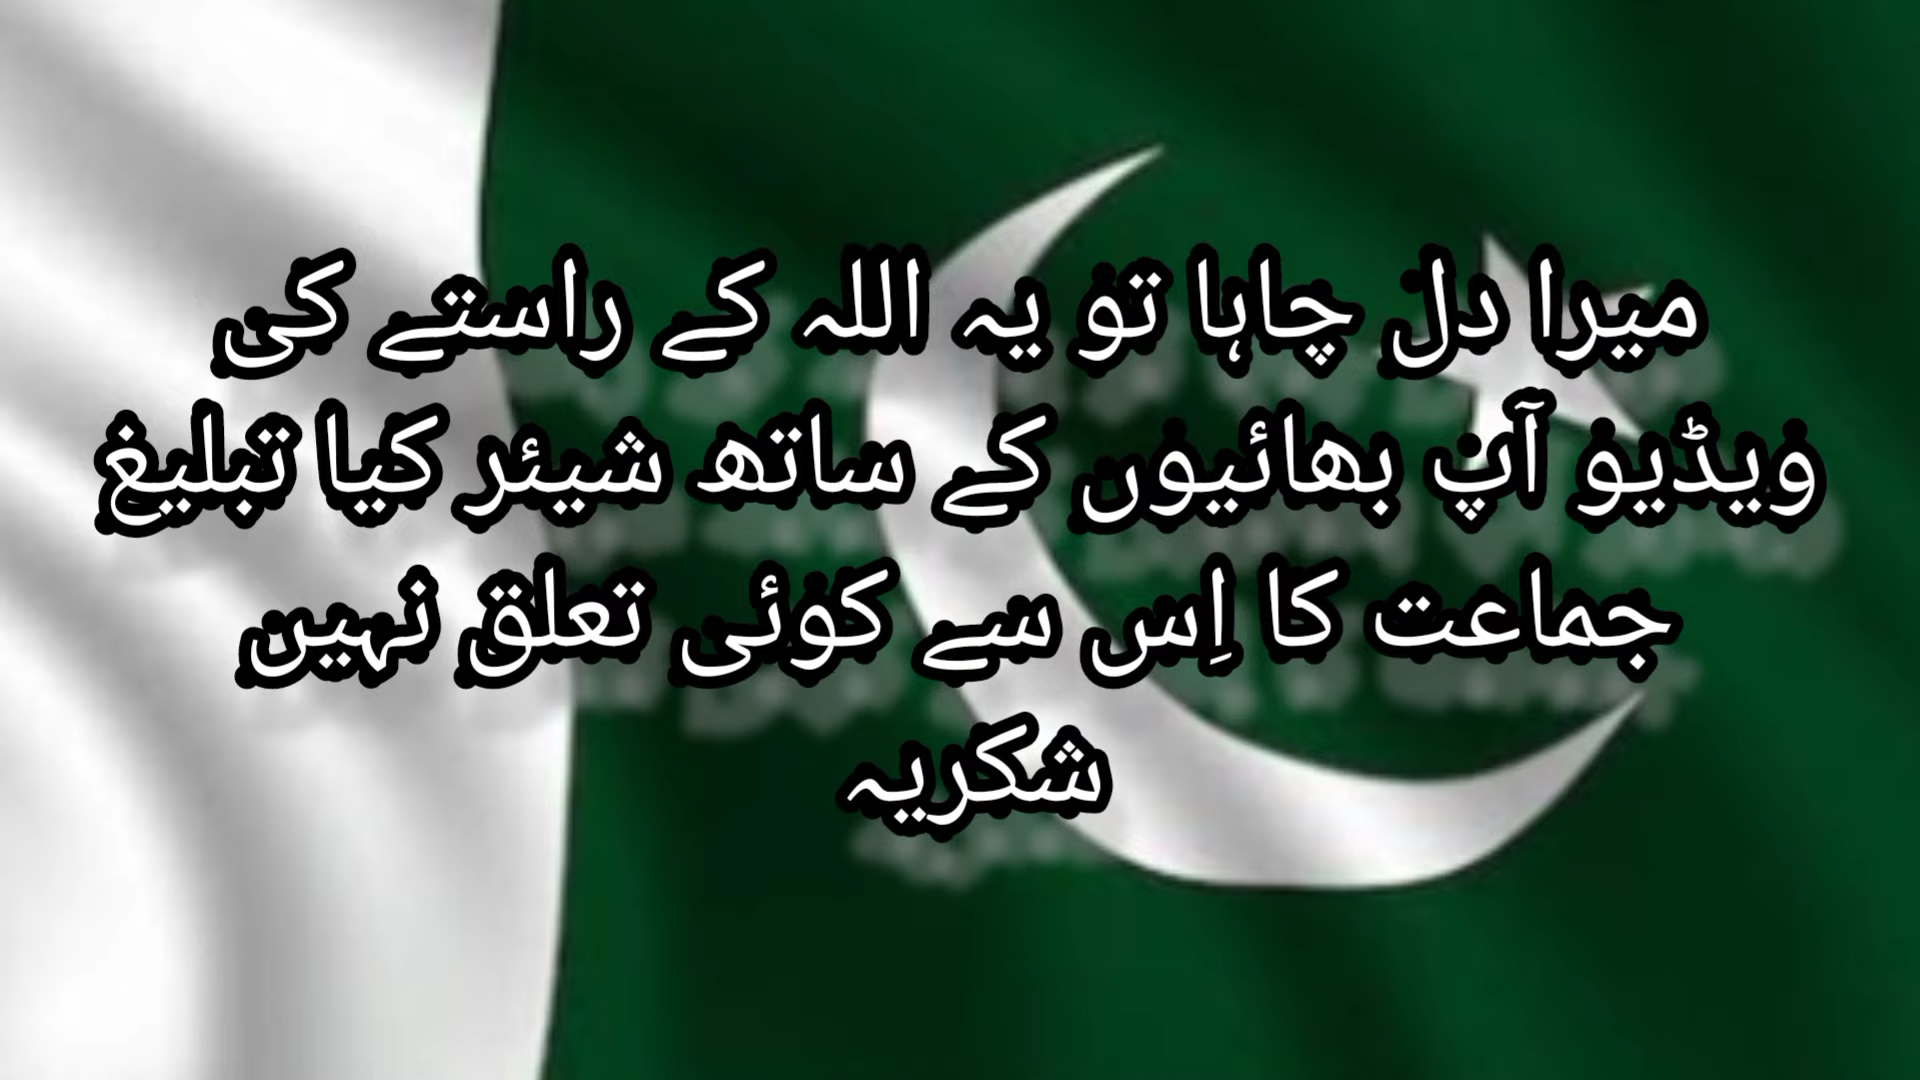 میرا دل چاہا تو یہ اللہ کے راستے کی
ویڈیو آپ بھائیوں کے ساتھ شیئر کیا تبلیغ
جماعت کا اِس سے کوئی تعلق نہیں
شکریہ